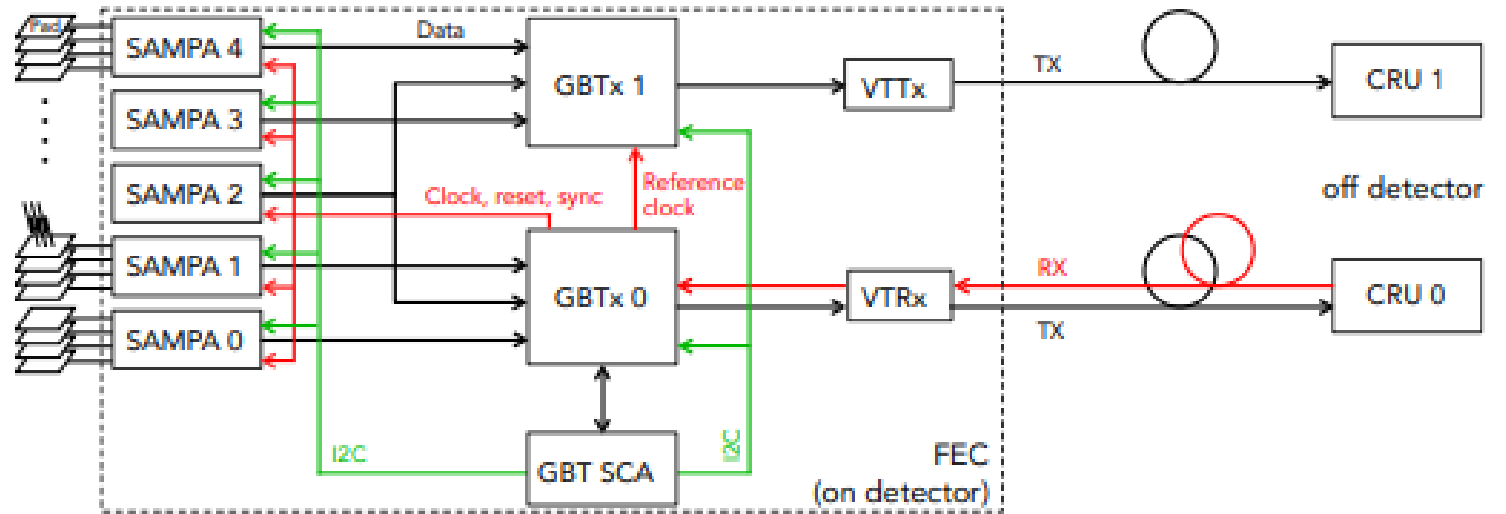 Pad
SAMPA 4
Data
GBTx 1
VTTx
TX
CRU 1
SAMPA 3
SAMPA 2
Clock, reset, sync
Reference
clock
off detector
SAMPA 1
GBTx 0
VTRx
RX
TX
CRU 0
SAMPA 0
I2C
GBT SCA
I2C
FEC
(on detector)